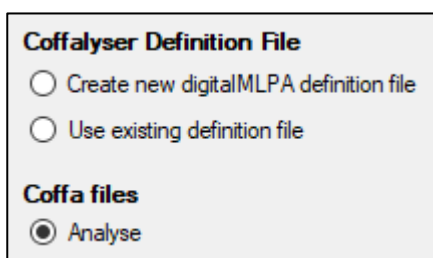 Coffalyser Definition File
Create new digitalMLPA definition file
Use existing definition file
Coffa files
Analyse